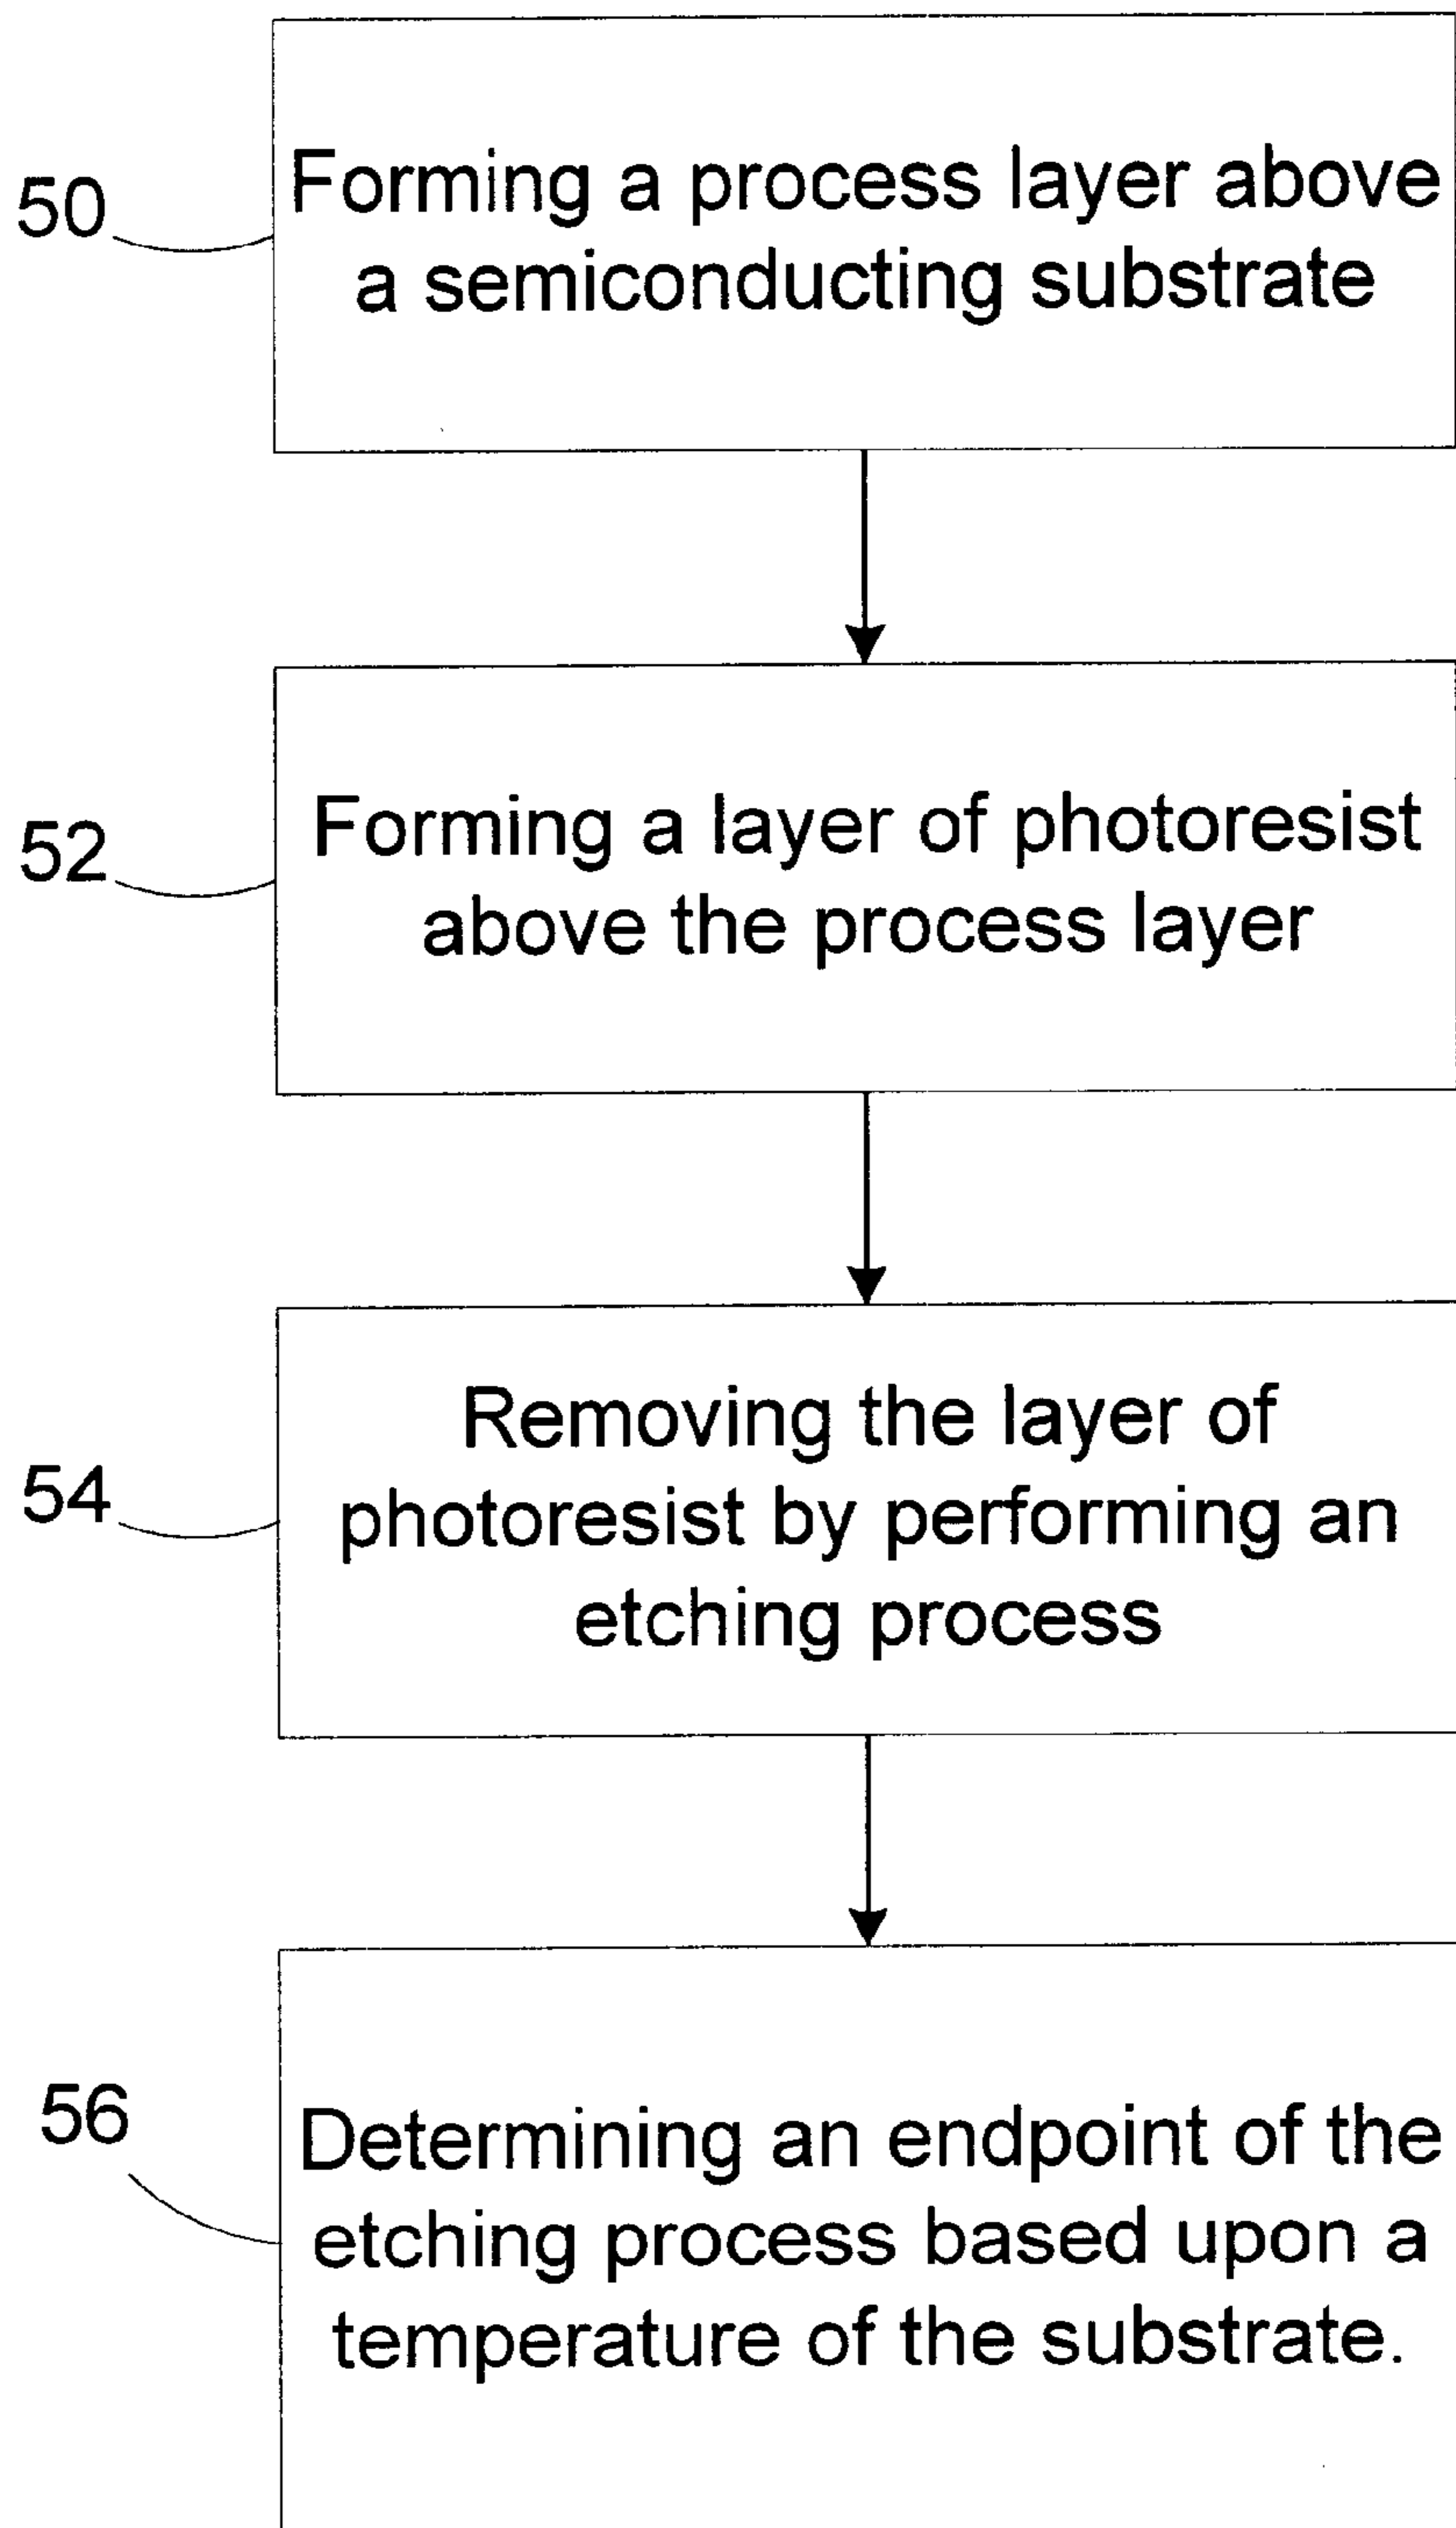 50
Forming a process layer above
a semiconducting substrate
52
Forming a layer of photoresist
above the process layer
54
Removing the layer of
photoresist by performing an
etching process
56
Determining an endpoint of the
etching process based upon a
temperature of the substrate.